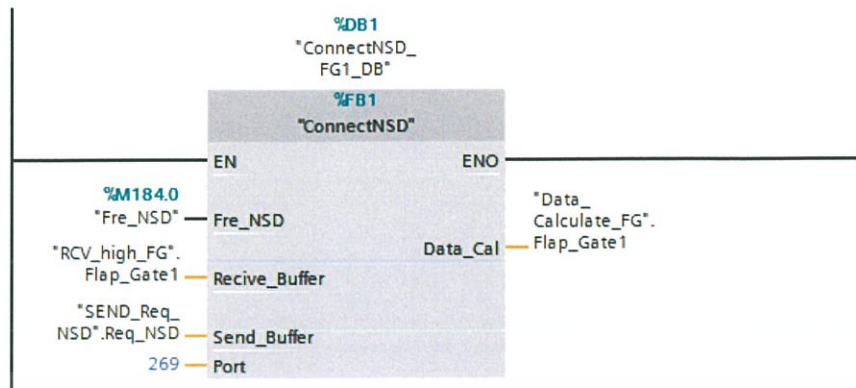 %DB1
"ConnectNSD_
FG1_DB"
%FB1
"ConnectNSD"
EN
ENO
%M184.0
"Fre_NSD"
Fre_NSD
"Data_
Calculate_FG".
Flap_Gate1
Data_Cal
"RCV_high_FG".
Flap_Gate1
Recive_Buffer
"SEND_Req_
NSD".Req_NSD
Send_Buffer
269
Port